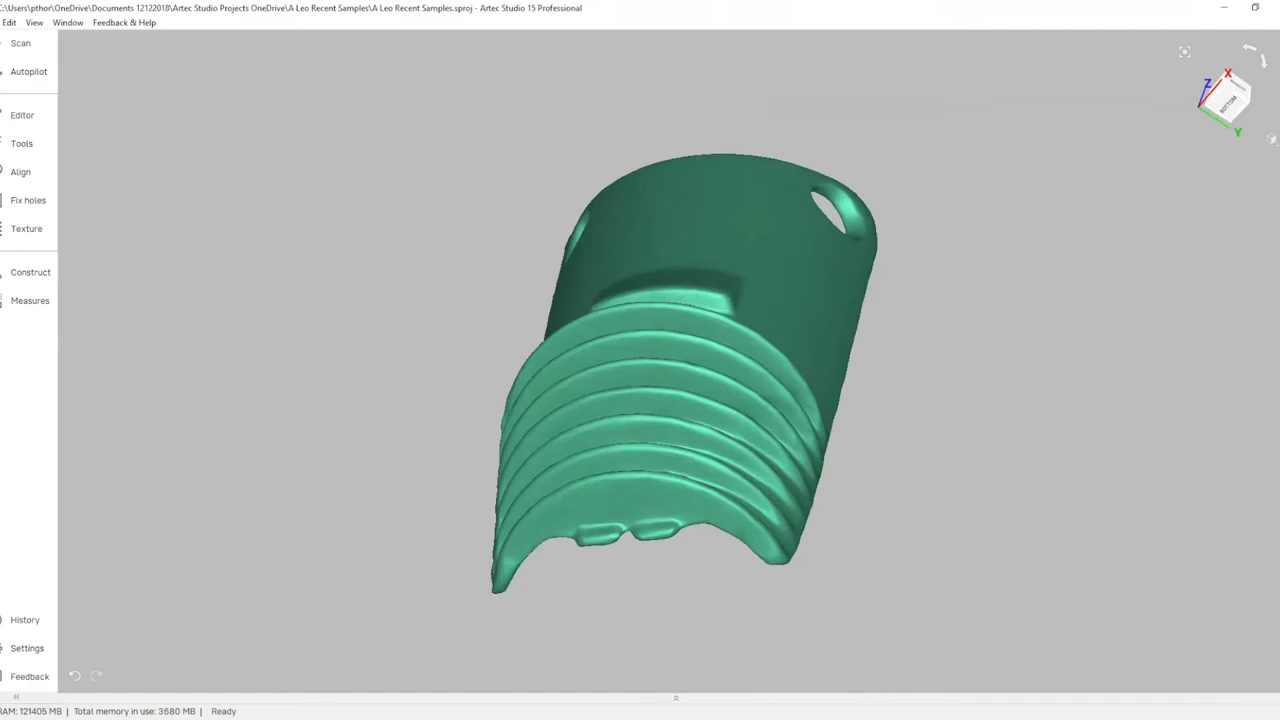 :\Users\pthor\OneDrive\Documents 12122018\Artec Studio Projects OneDrive\A Leo Recent Samples\A Leo Recent Samples.sproj - Artec Studio 15 Professional
Edit View Window Feedback & Help
Scan
Autopilot
Editor
Tools
Align
Fix holes
Texture
Construct
Measures
X
Z
BOTTOM
Y
History
Settings
Feedback
RAM: 121405 MB | Total memory in use: 3680 MB | Ready